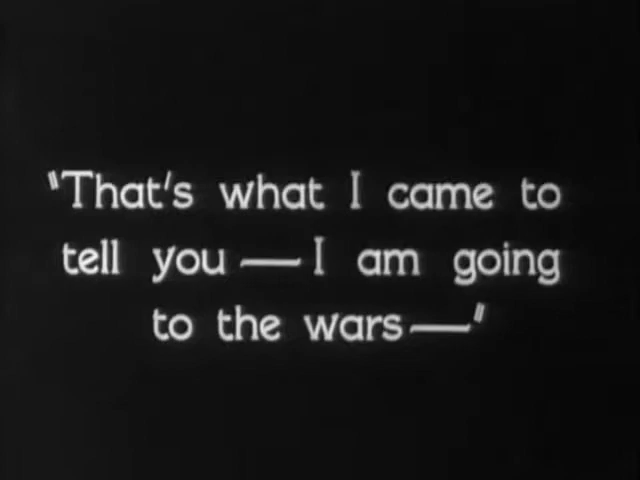 "That's what I came to
tell you — I am going
to the wars —"